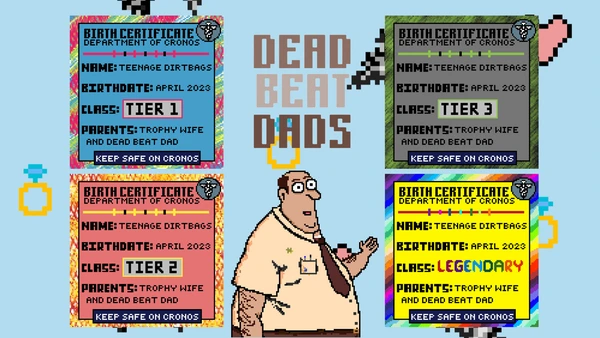 BIRTH CERTIFICATE
DEPARTMENT OF CRONOS
NAME: TEENAGE DIRTBAGS
BIRTHDATE: APRIL 2023
CLASS: TIER 1
PARENTS: TROPHY WIFE
AND DEAD BEAT DAD
KEEP SAFE ON CRONOS
DEAD
BEAT
DADS
BIRTH CERTIFICATE
DEPARTMENT OF CRONOS
NAME: TEENAGE DIRTBAGS
BIRTHDATE: APRIL 2023
CLASS: TIER 3
PARENTS: TROPHY WIFE
AND DEAD BEAT DAD
KEEP SAFE ON CRONOS
BIRTH CERTIFICATE
DEPARTMENT OF CRONOS
NAME: TEENAGE DIRTBAGS
BIRTHDATE: APRIL 2023
CLASS: TIER 2
PARENTS: TROPHY WIFE
AND DEAD BEAT DAD
KEEP SAFE ON CRONOS
BIRTH CERTIFICATE
DEPARTMENT OF CRONOS
NAME: TEENAGE DIRTBAGS
BIRTHDATE: APRIL 2023
CLASS: LEGENDARY
PARENTS: TROPHY WIFE
AND DEAD BEAT DAD
KEEP SAFE ON CRONOS